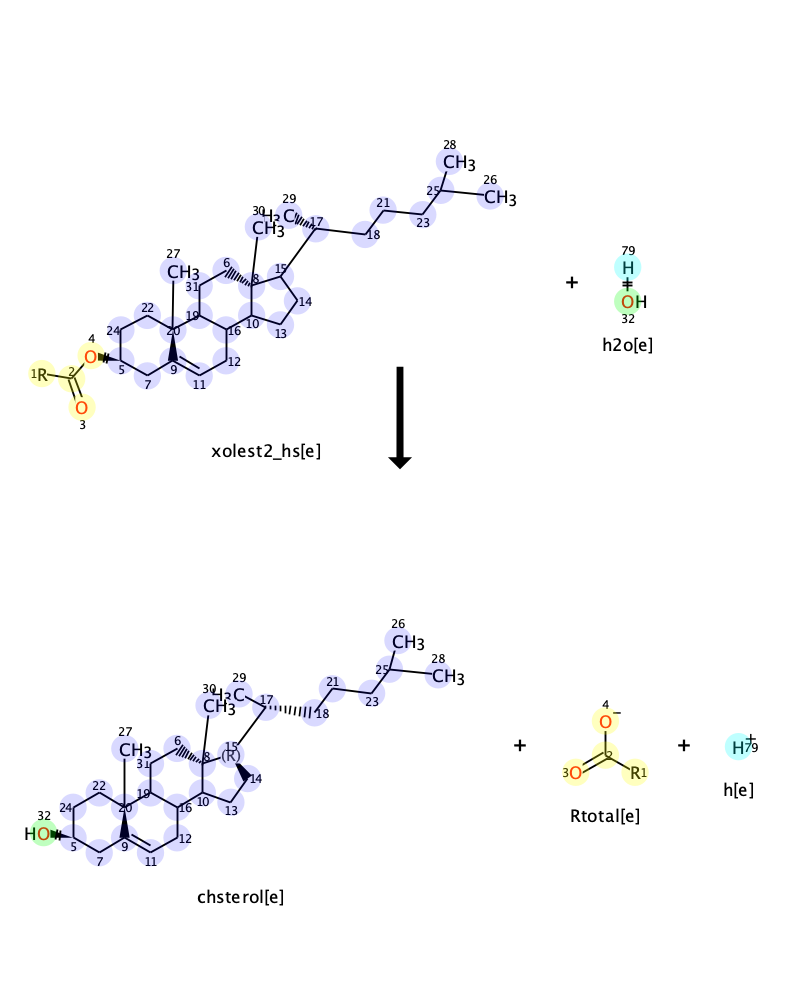 28
CH3
26
25
CH3
29
21
30
H3C
17
23
CH3
18
27
6
15
CH3
31
8
14
22
19
10
24
20
16
13
4
O
5
9
12
1R
2
7
11
O
3
xolest2_hs[e]
+
79
H
OH
32
h2o[e]
26
CH3
28
25
CH3
29
21
30
H3C
17
23
CH3
18
27
6
15
CH3
(R)
31
8
14
22
19
10
24
20
16
13
32
HO
5
9
12
7
11
chsterol[e]
+
4
O−
2
3O
R1
Rtotal[e]
+
H+79
h[e]